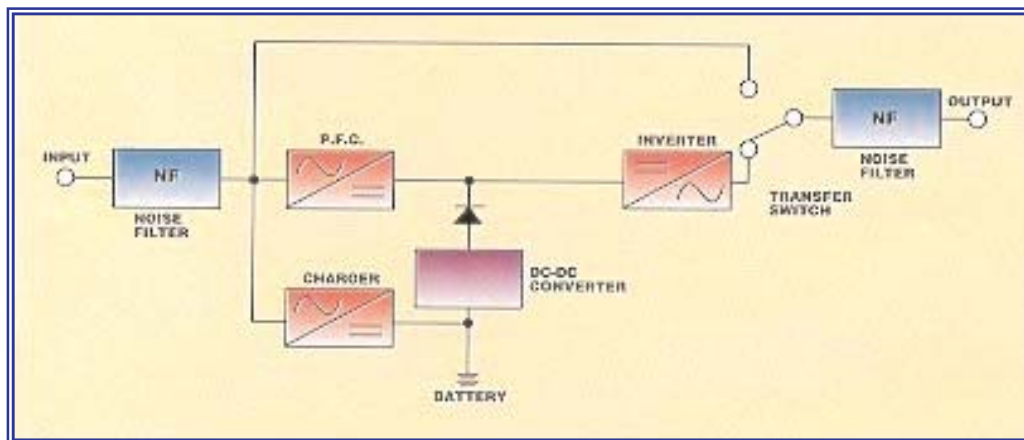 INPUT
NF
NOISE
FILTER
P.F.C.
CHARGER
DC-DC
CONVERTER
BATTERY
INVERTER
TRANSFER
SWITCH
NF
NOISE
FILTER
OUTPUT